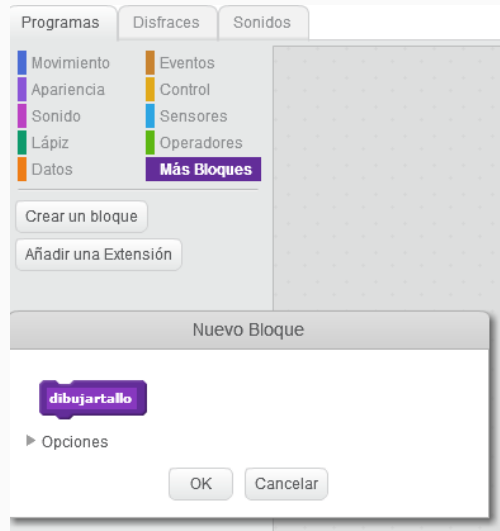 Programas Disfraces Sonidos
Movimiento Eventos
Apariencia Control
Sonido Sensores
Lápiz Operadores
Datos Más Bloques
Crear un bloque
Añadir una Extensión
Nuevo Bloque
dibujartallo
Opciones
OK Cancelar